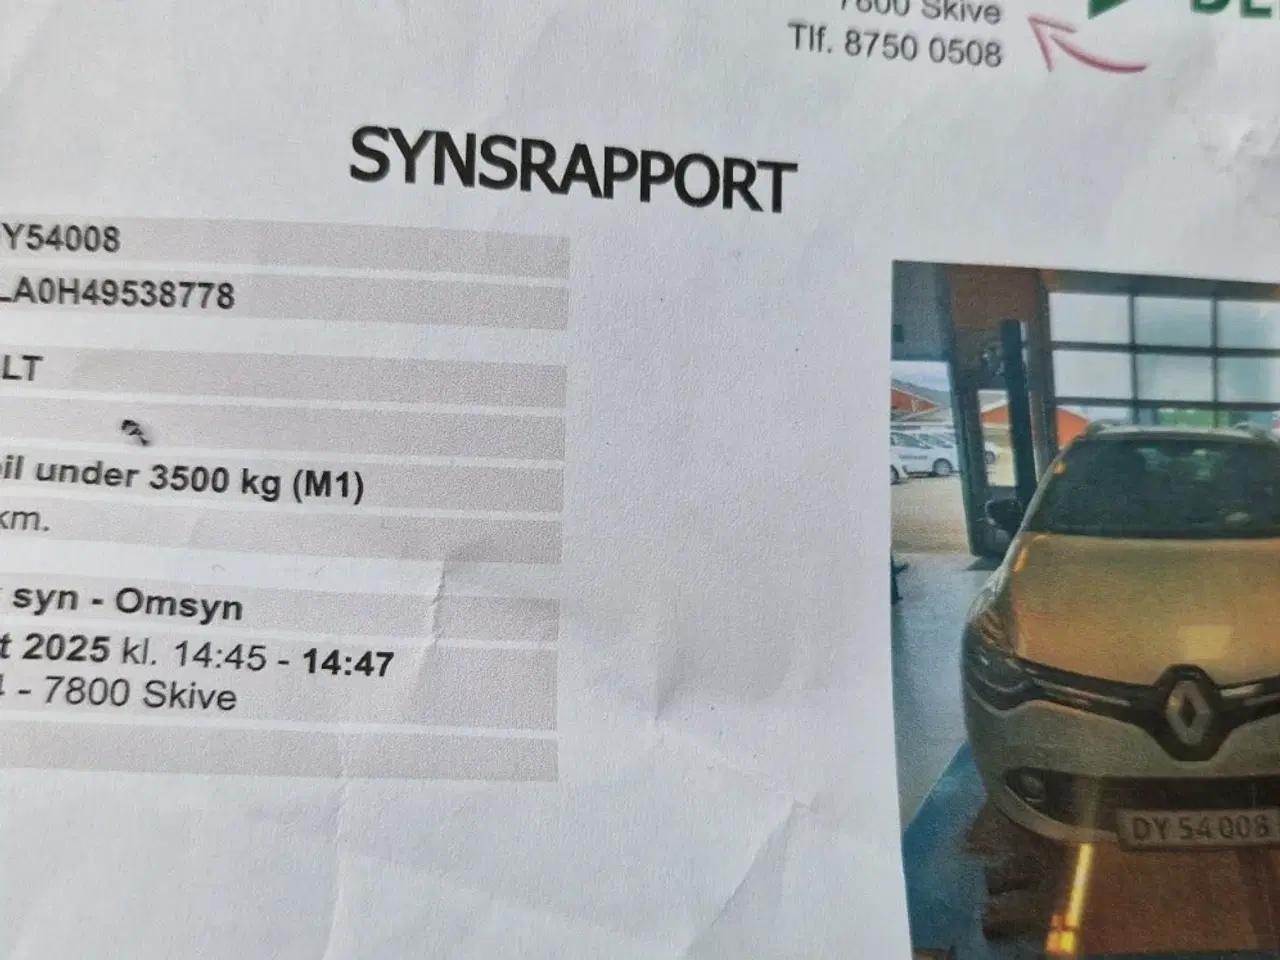 7800 Skive
Tlf. 8750 0508
DE
SYNSRAPPORT
Y54008
LA0H49538778
LT
il under 3500 kg (M1)
km.
syn - Omsyn
t 2025 kl. 14:45 - 14:47
- 7800 Skive
DY 54 008